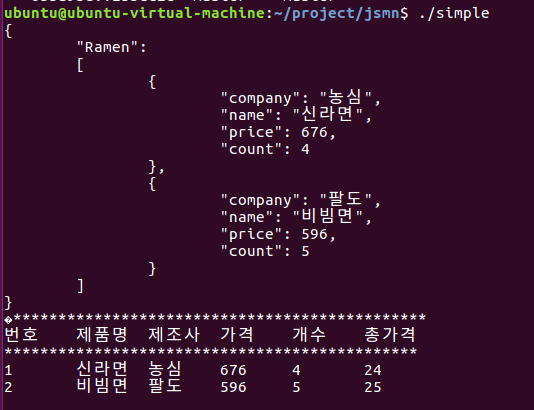 ubuntu@ubuntu-virtual-machine:~/project/jsmn$ ./simple
{
"Ramen":
[
{
"company": "농심",
"name": "신라면",
"price": 676,
"count": 4
},
{
"company": "팔도",
"name": "비빔면",
"price": 596,
"count": 5
}
]
}
�**********************************************
번호 제품명 제조사 가격 개수 총가격
**********************************************
1 신라면 농심 676 4 24
2 비빔면 팔도 596 5 25